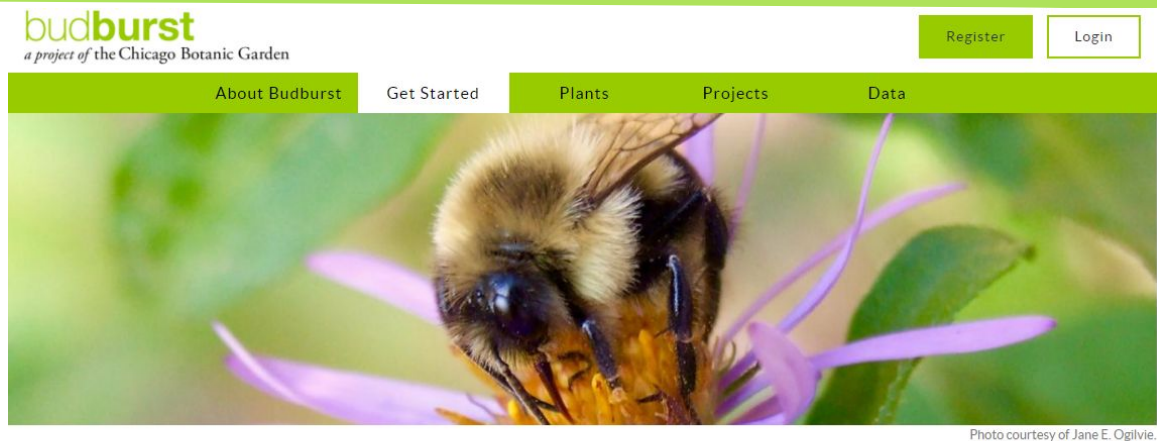 budburst
a project of the Chicago Botanic Garden
Register
Login
About Budburst
Get Started
Plants
Projects
Data
Photo courtesy of Jane E. Ogilvie.